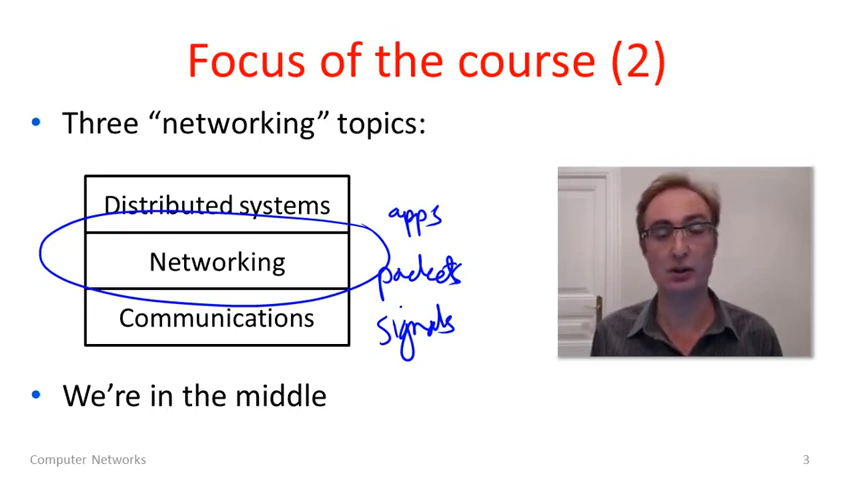 Focus of the course (2)
• Three “networking” topics:
Distributed systems
apps
Networking
packets
Communications
signals
• We’re in the middle
Computer Networks
3